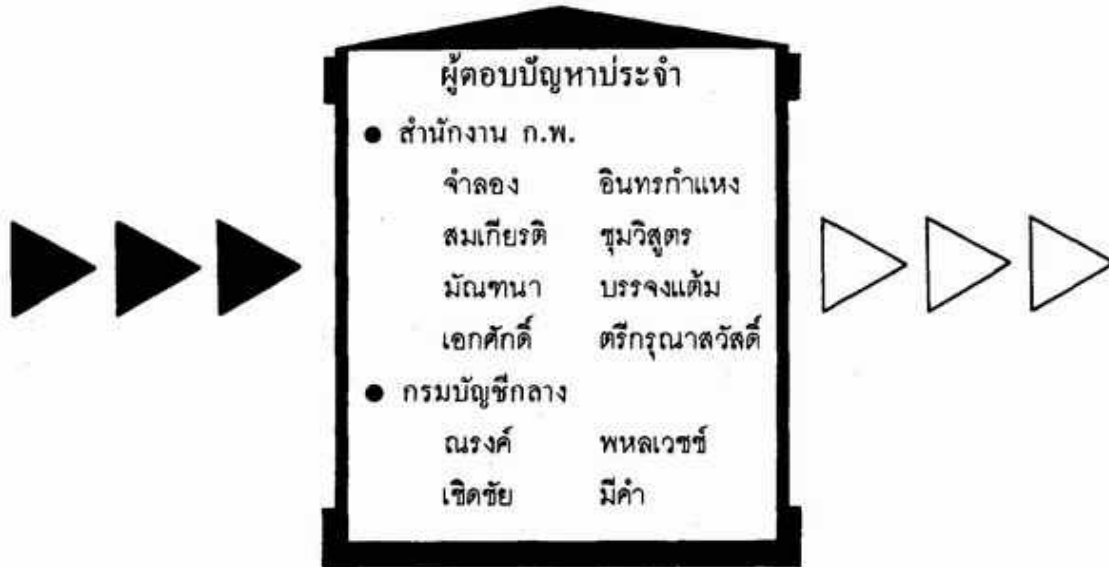 ผู้ตอบปัญหาประจำ
● สำนักงาน ก.พ.
จำลอง อินทรกำแหง
สมเกียรติ ชุมวิสูตร
มัณฑนา บรรจงแต้ม
เอกศักดิ์ ตรีกรุณาสวัสดิ์
● กรมบัญชีกลาง
ณรงค์ พหลเวชช์
เชิดชัย มีคำ